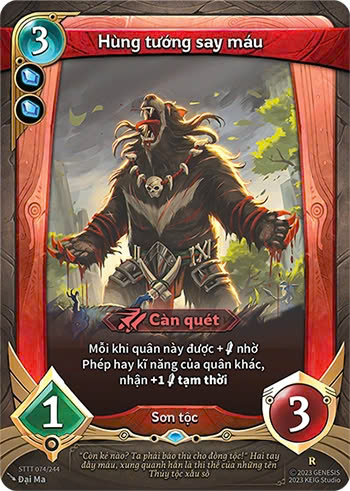 3
Hùng tướng say máu
Càn quét
Mỗi khi quân này được + nhờ
Phép hay kĩ năng của quân khác,
nhận +1 tạm thời
1
Sơn tộc
3
R
"Còn kẻ nào? Ta phải báo thù cho đồng tộc!" Hai tay
đẫy máu, xung quanh hắn là thi thể của những tên
Thủy tộc xấu số
STTT 074/244
Đại Ma
©2023 GENESIS
2023 KEIG Studio